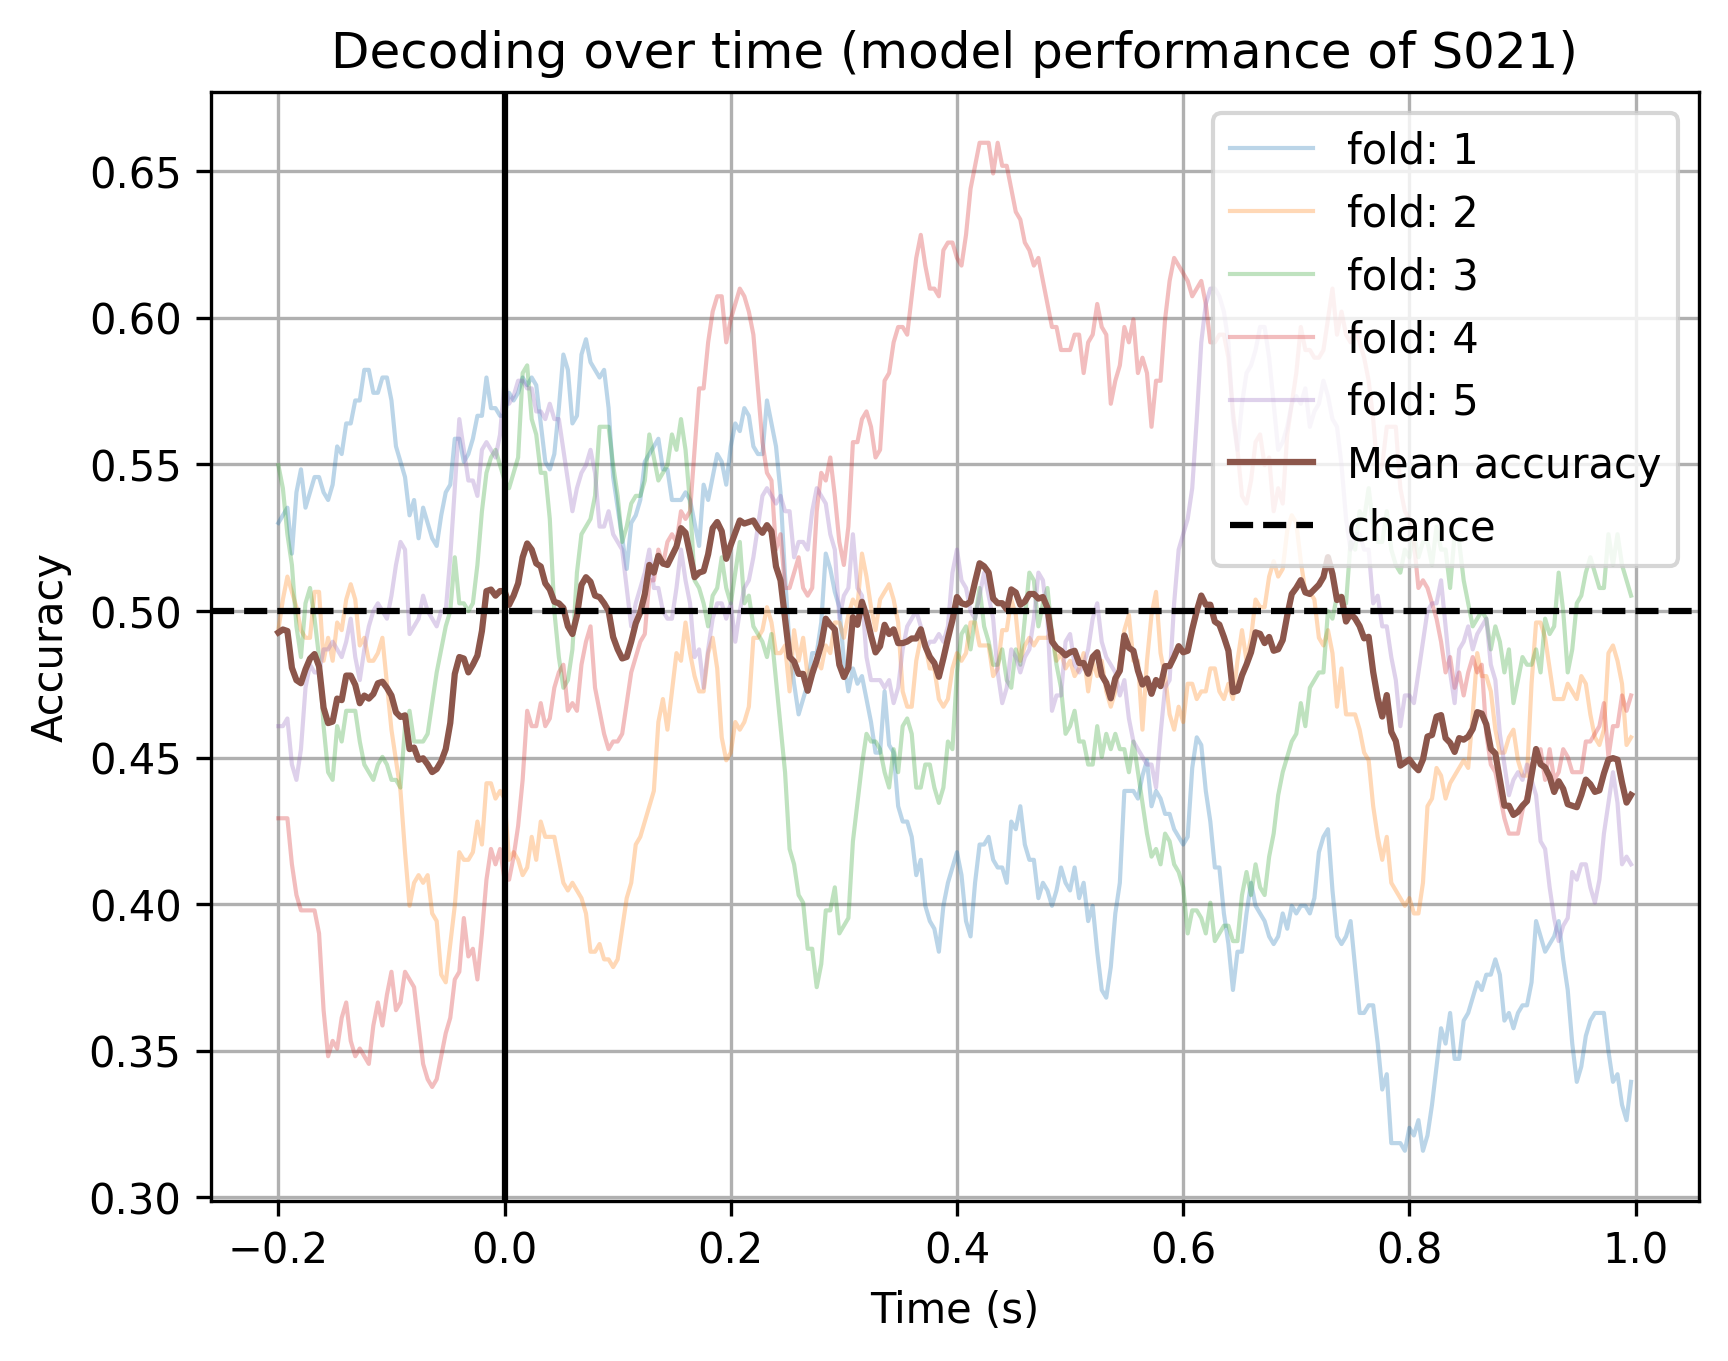 Decoding over time (model performance of S021)
fold: 1
fold: 2
fold: 3
fold: 4
fold: 5
Mean accuracy
chance
Accuracy
0.65
0.60
0.55
0.50
0.45
0.40
0.35
0.30
−0.2 0.0 0.2 0.4 0.6 0.8 1.0
Time (s)